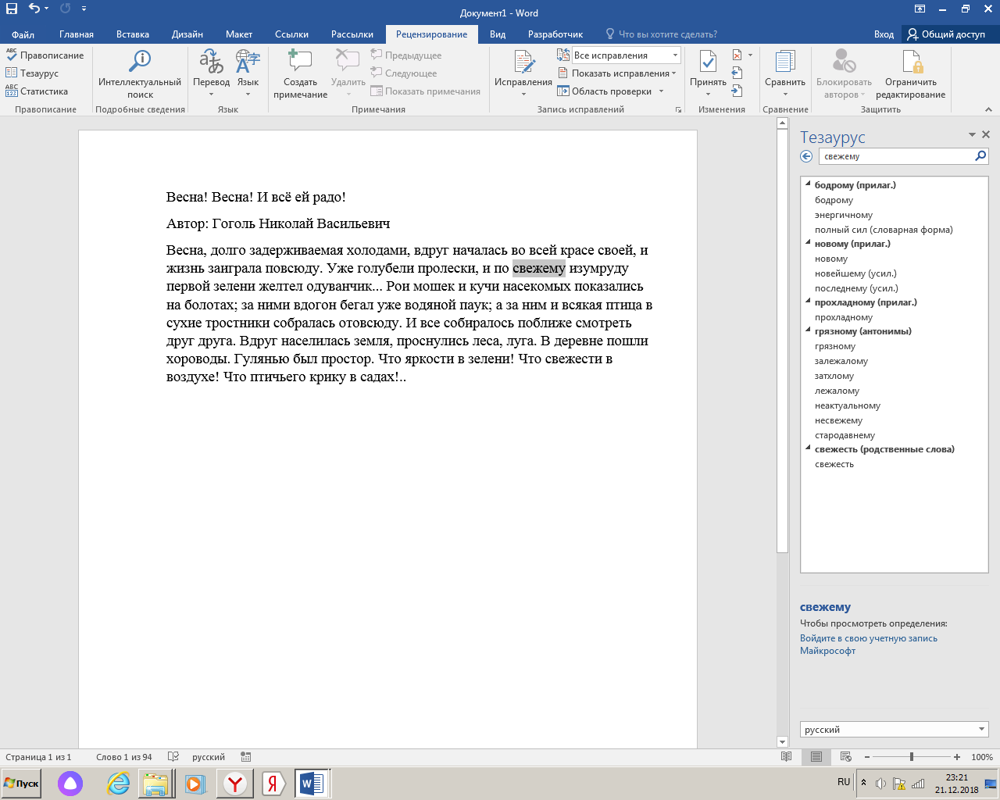 Документ1 - Word
Файл Главная Вставка Дизайн Макет Ссылки Рассылки Рецензирование Вид Разработчик Что вы хотите сделать? Вход Общий доступ
ABC Правописание
Тезаурус
ABC 123 Статистика
Правописание
Интеллектуальный
поиск
Подробные сведения
Перевод Язык
Язык
Создать
примечание
Удалить
Предыдущее
Следующее
Показать примечания
Примечания
Исправления
Все исправления
Показать исправления
Область проверки
Запись исправлений
Принять
Изменения
Сравнить
Сравнение
Блокировать
авторов
Ограничить
редактирование
Защитить
Весна! Весна! И всё ей радо!
Автор: Гоголь Николай Васильевич
Весна, долго задерживаемая холодами, вдруг началась во всей красе своей, и
жизнь заиграла повсюду. Уже голубели пролески, и по свежему изумруду
первой зелени желтел одуванчик... Рои мошек и кучи насекомых показались
на болотах; за ними вдогон бегал уже водяной паук; а за ним и всякая птица в
сухие тростники собралась отовсюду. И все собиралось поближе смотреть
друг друга. Вдруг населилась земля, проснулись леса, луга. В деревне пошли
хороводы. Гулянью был простор. Что яркости в зелени! Что свежести в
воздухе! Что птичьего крику в садах!..
Тезаурус
свежему
бодрому (прилаг.)
бодрому
энергичному
полный сил (словарная форма)
новому (прилаг.)
новому
новейшему (усил.)
последнему (усил.)
прохладному (прилаг.)
прохладному
грязному (антонимы)
грязному
залежалому
затхлому
лежалому
неактуальному
несвежему
стародавнему
свежесть (родственные слова)
свежесть
свежему
Чтобы просмотреть определения:
Войдите в свою учетную запись
Майкрософт
русский
Страница 1 из 1 Слово 1 из 94 русский 100%
Пуск
Y
Я
W
RU
23:21
21.12.2018